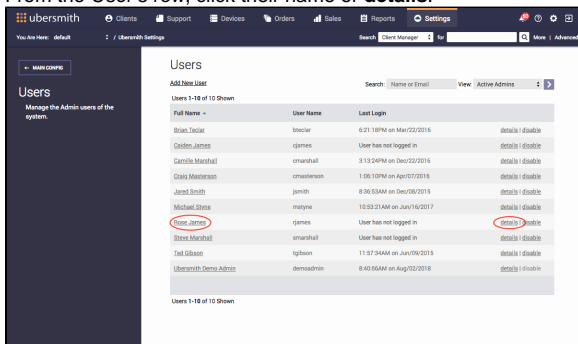 From the User's row, click their name or details.
ubersmith Clients Support Devices Orders Sales Reports Settings
You Are Here: default / Ubersmith Settings Search Client Manager for More | Advanced
← MAIN CONFIG
Users
Manage the Admin users of the
system.
Users
Add New User Search: Name or Email View: Active Admins
Users 1-10 of 10 Shown
Full Name User Name Last Login
Brian Teclar bteclar 6:21:18PM on Mar/22/2016 details | disable
Caiden James cjames User has not logged in details | disable
Camille Marshall cmarshall 3:13:24PM on Dec/22/2016 details | disable
Craig Masterson cmasterson 1:06:10PM on Apr/07/2016 details | disable
Jared Smith jsmith 8:36:53AM on Dec/08/2015 details | disable
Michael Styne mstyne 10:53:21AM on Jun/16/2017 details | disable
Rose James rjames User has not logged in details | disable
Steve Marshall smarshall User has not logged in details | disable
Ted Gibson tgibson 11:57:34AM on Jun/09/2015 details | disable
Ubersmith Demo Admin demoadmin 8:40:56AM on Aug/02/2018 details | disable
Users 1-10 of 10 Shown